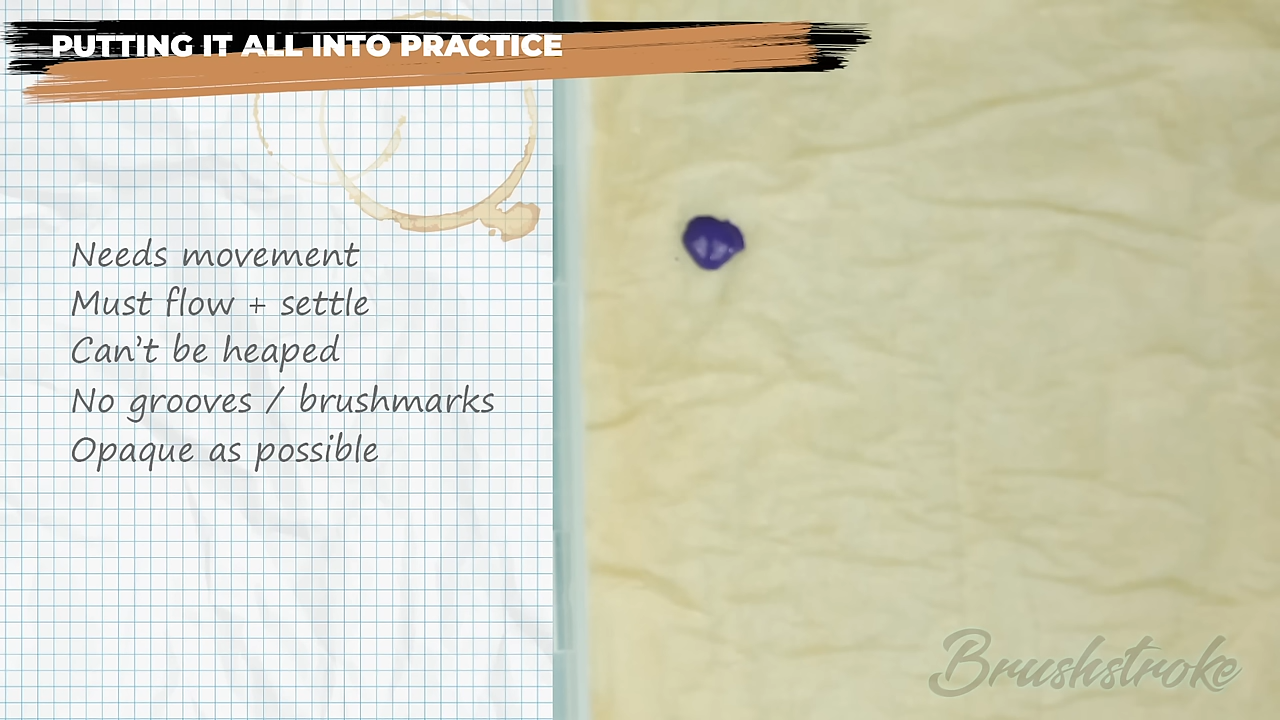 PUTTING IT ALL INTO PRACTICE
Needs movement
Must flow + settle
Can't be heaped
No grooves / brushmarks
Opaque as possible
Brushstroke